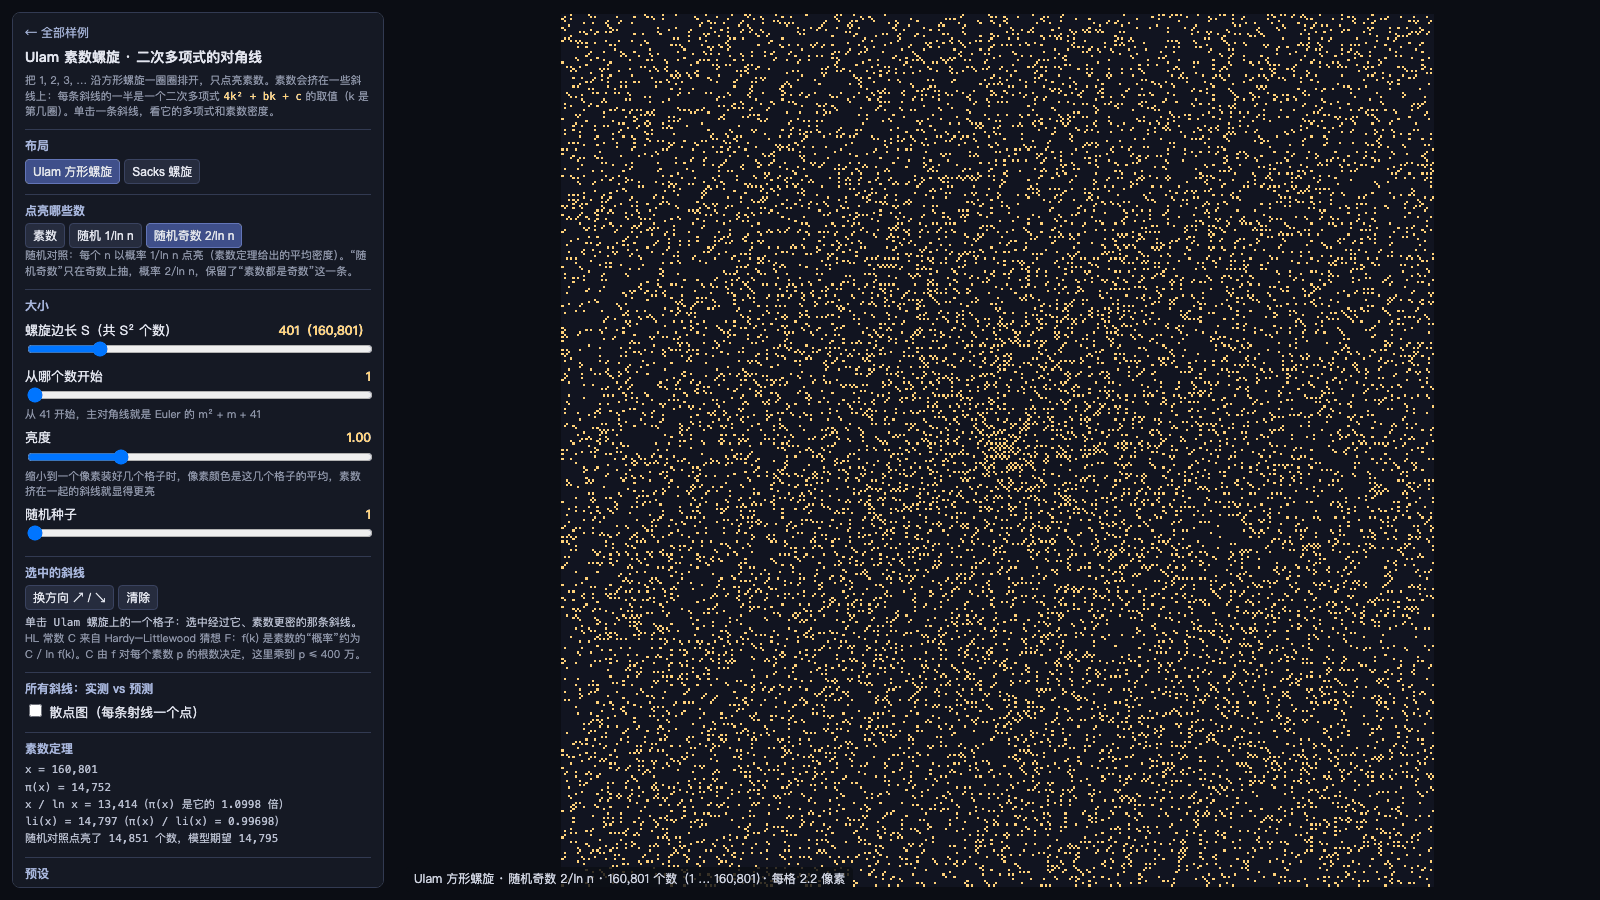 ← 全部样例
Ulam 素数螺旋 · 二次多项式的对角线
把 1, 2, 3, … 沿方形螺旋一圈圈排开，只点亮素数。素数会挤在一些斜
线上：每条斜线的一半是一个二次多项式 4k² + bk + c 的取值（k 是
第几圈）。单击一条斜线，看它的多项式和素数密度。
布局
Ulam 方形螺旋 Sacks 螺旋
点亮哪些数
素数 随机 1/ln n 随机奇数 2/ln n
随机对照：每个 n 以概率 1/ln n 点亮（素数定理给出的平均密度）。“随
机奇数”只在奇数上抽，概率 2/ln n，保留了“素数都是奇数”这一条。
大小
螺旋边长 S（共 S² 个数） 401（160,801）
从哪个数开始 1
从 41 开始，主对角线就是 Euler 的 m² + m + 41
亮度 1.00
缩小到一个像素装好几个格子时，像素颜色是这几个格子的平均，素数
挤在一起的斜线就显得更亮
随机种子 1
选中的斜线
换方向 ↗ / ↘ 清除
单击 Ulam 螺旋上的一个格子：选中经过它、素数更密的那条斜线。
HL 常数 C 来自 Hardy–Littlewood 猜想 F：f(k) 是素数的“概率”约为
C / ln f(k)。C 由 f 对每个素数 p 的根数决定，这里乘到 p ≤ 400 万。
所有斜线：实测 vs 预测
散点图（每条射线一个点）
素数定理
x = 160,801
π(x) = 14,752
x / ln x = 13,414（π(x) 是它的 1.0998 倍）
li(x) = 14,797（π(x) / li(x) = 0.99698）
随机对照点亮了 14,851 个数，模型期望 14,795
预设
Ulam 方形螺旋 · 随机奇数 2/ln n · 160,801 个数（1 … 160,801）· 每格 2.2 像素